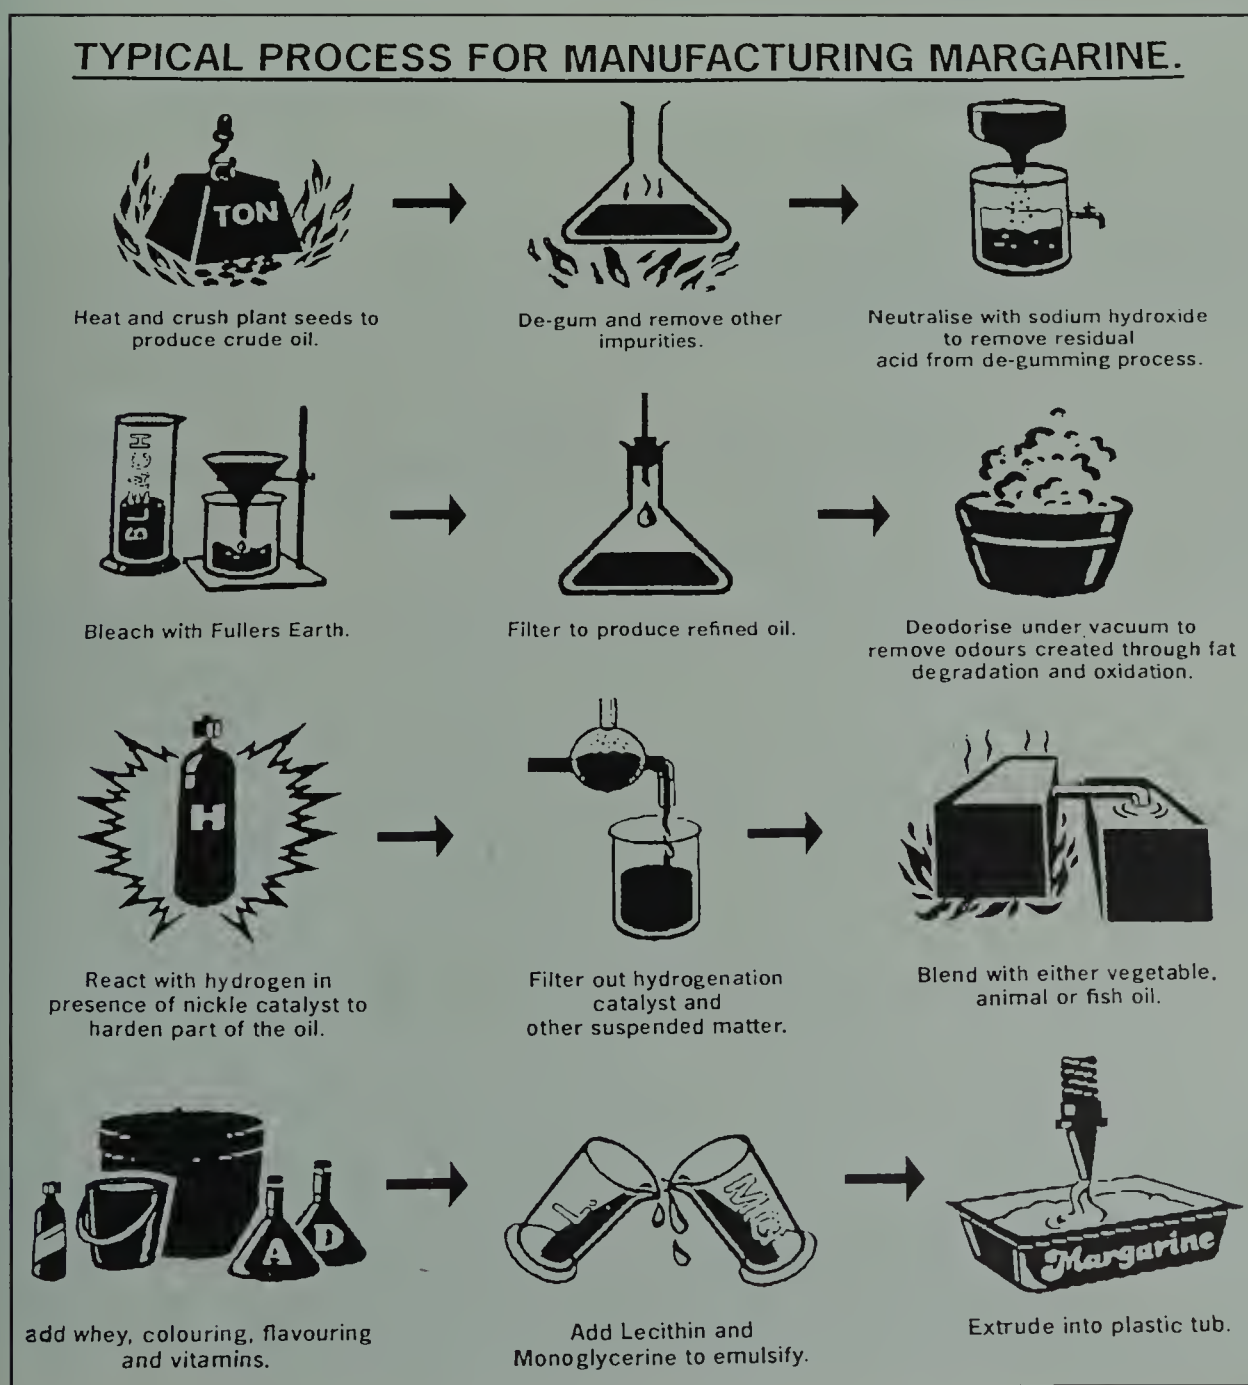 TYPICAL PROCESS FOR MANUFACTURING MARGARINE.
TON
Heat and crush plant seeds to
produce crude oil.
De-gum and remove other
impurities.
Neutralise with sodium hydroxide
to remove residual
acid from de-gumming process.
BLEACH
Bleach with Fullers Earth.
Filter to produce refined oil.
Deodorise under vacuum to
remove odours created through fat
degradation and oxidation.
H
React with hydrogen in
presence of nickle catalyst to
harden part of the oil.
Filter out hydrogenation
catalyst and
other suspended matter.
Blend with either vegetable.
animal or fish oil.
A
D
add whey, colouring, flavouring
and vitamins.
L.
MG
Add Lecithin and
Monoglycerine to emulsify.
Margarine
Extrude into plastic tub.